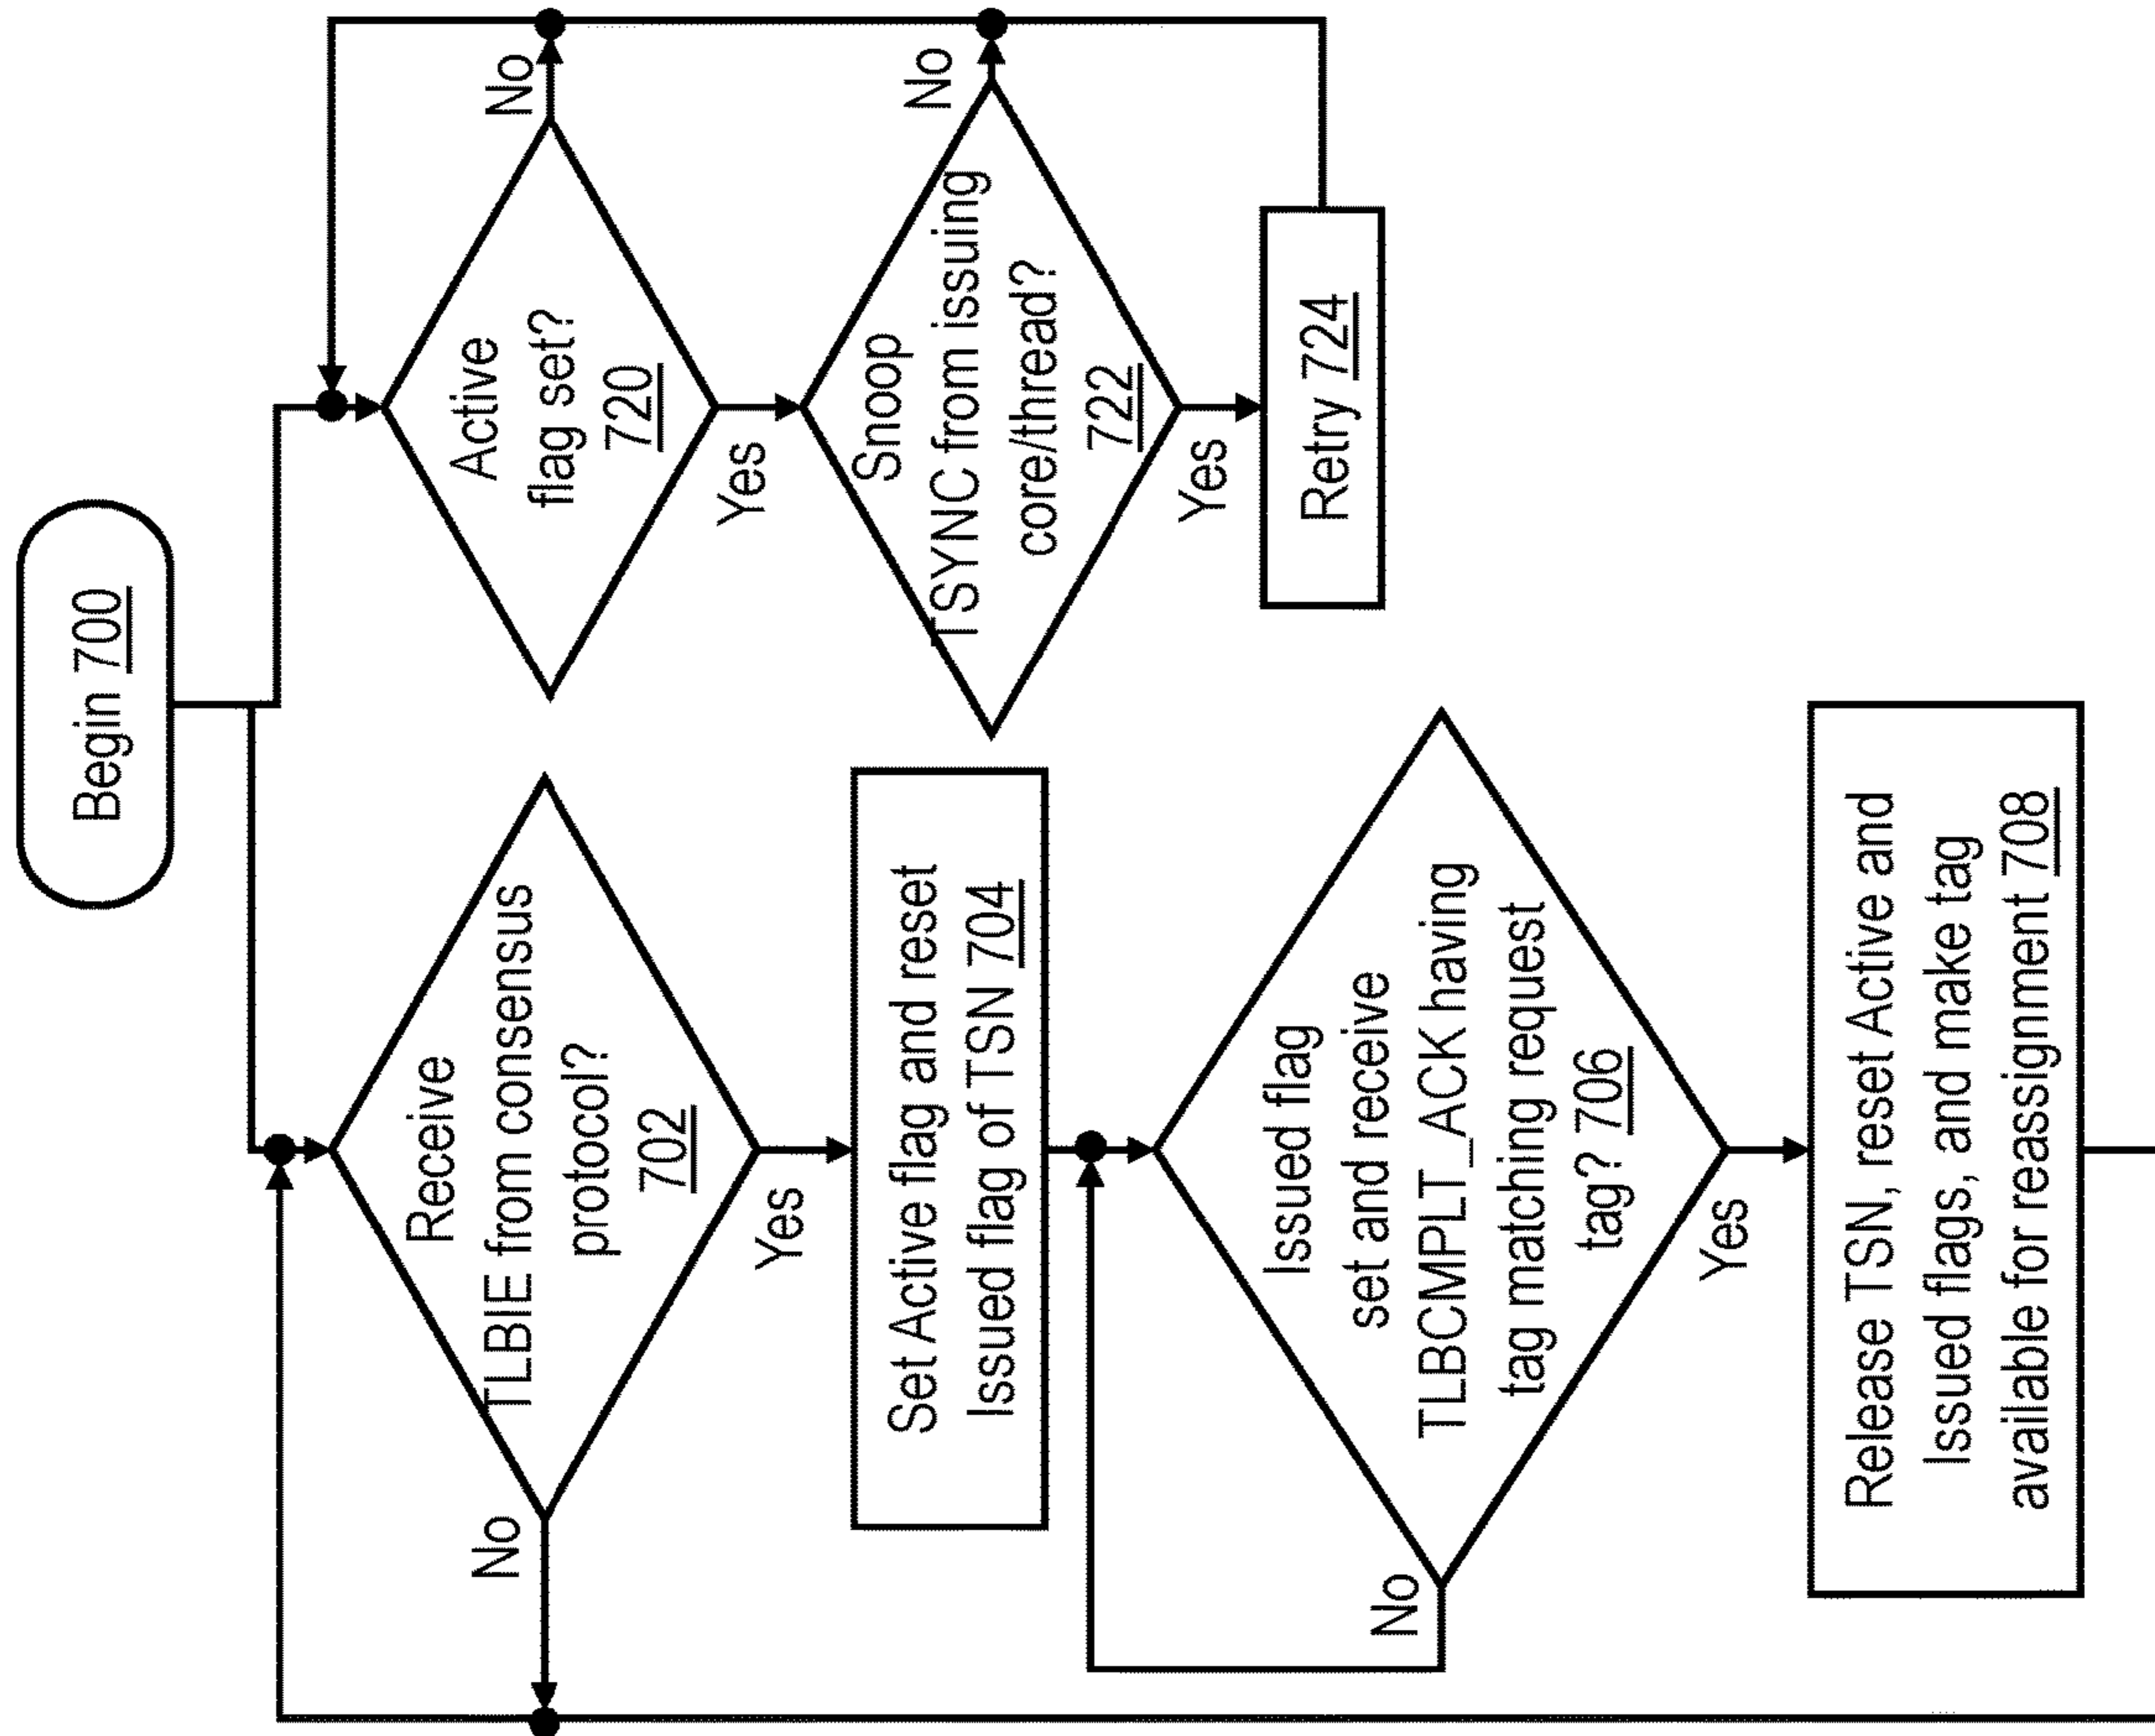 Begin 700
Receive
TLBIE from consensus
protocol?
702
No
Yes
Set Active flag and reset
Issued flag of TSN 704
Issued flag
set and receive
TLBCMPLT_ACK having
tag matching request
tag? 706
No
Yes
Release TSN, reset Active and
Issued flags, and make tag
available for reassignment 708
Active
flag set?
720
No
Yes
Snoop
TSYNC from issuing
core/thread?
722
No
Yes
Retry 724